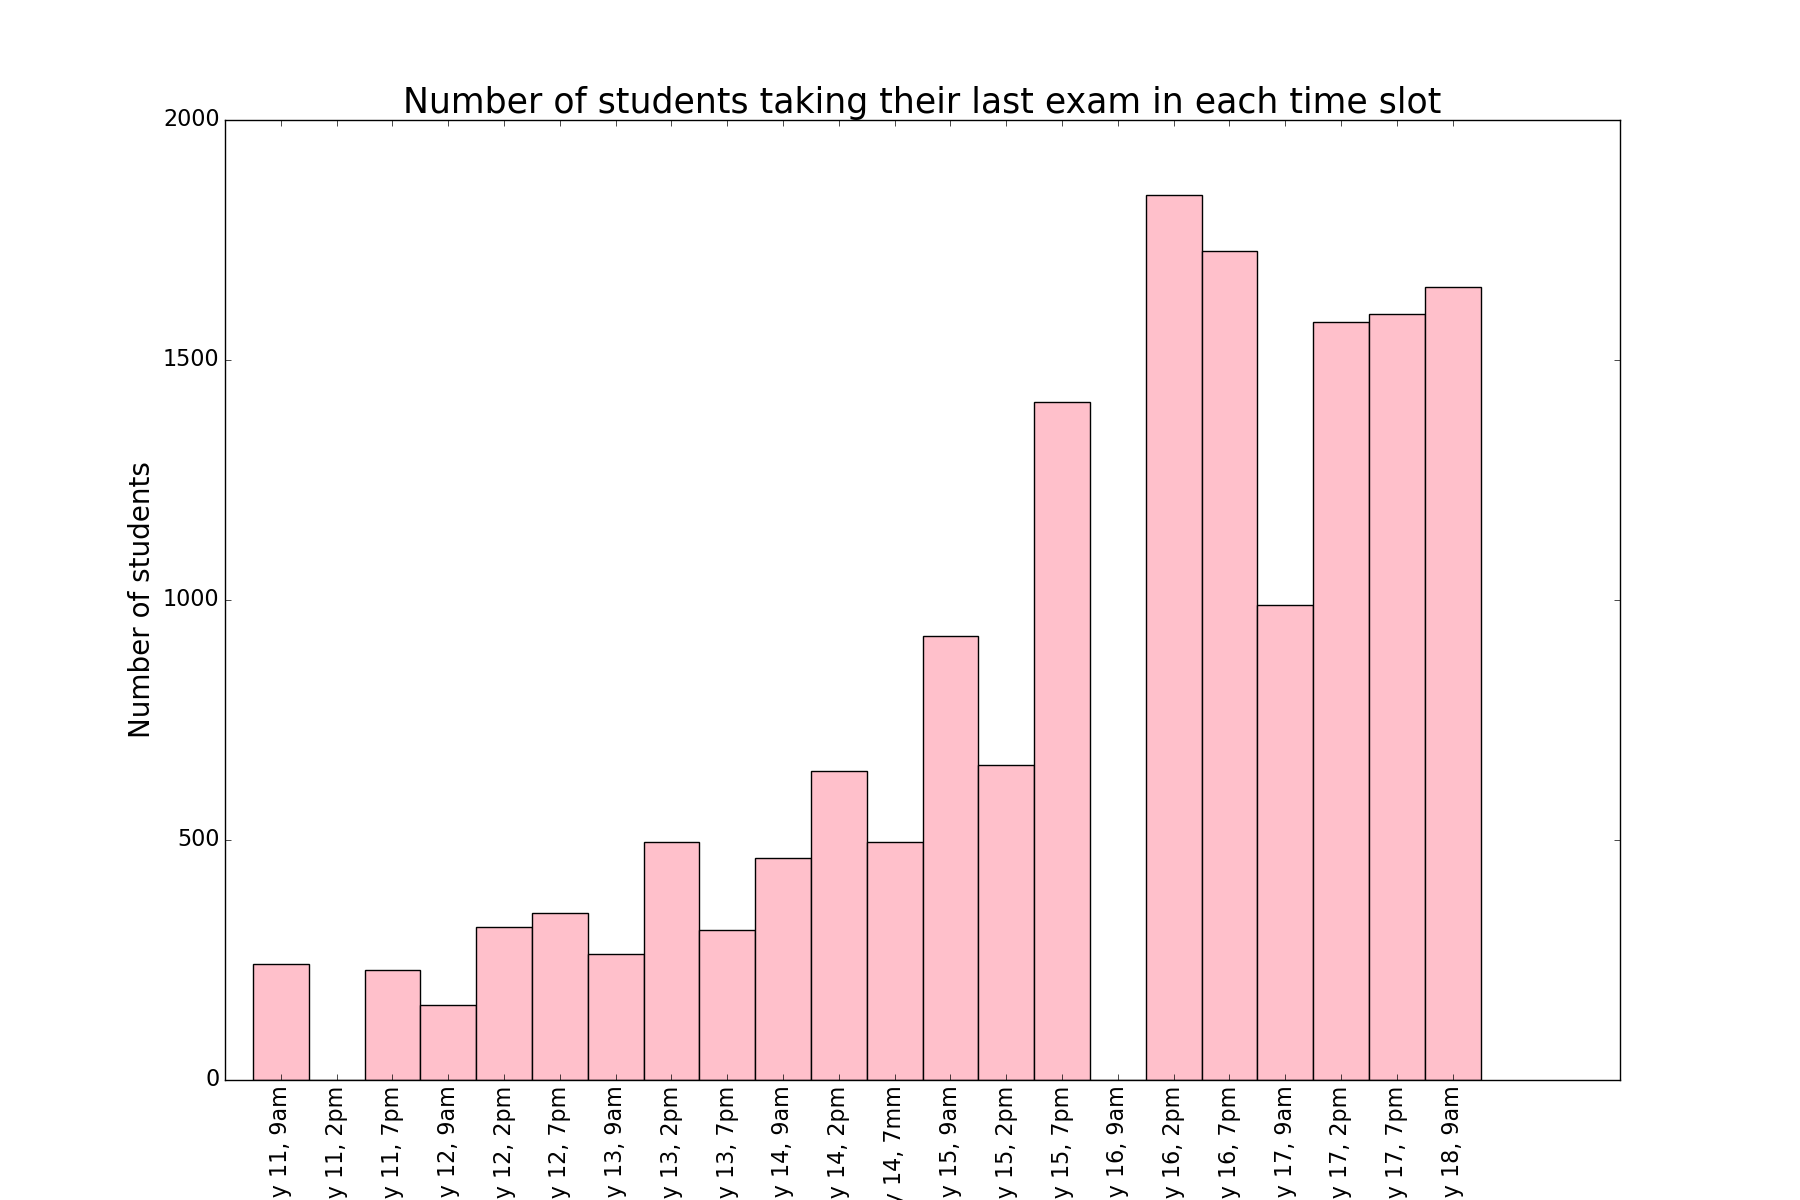 Number of students taking their last exam in each time slot
2000
1500
1000
500
0
Number of students
y 11, 9am
y 11, 2pm
y 11, 7pm
y 12, 9am
y 12, 2pm
y 12, 7pm
y 13, 9am
y 13, 2pm
y 13, 7pm
y 14, 9am
y 14, 2pm
y 14, 7mm
y 15, 9am
y 15, 2pm
y 15, 7pm
y 16, 9am
y 16, 2pm
y 16, 7pm
y 17, 9am
y 17, 2pm
y 17, 7pm
y 18, 9am